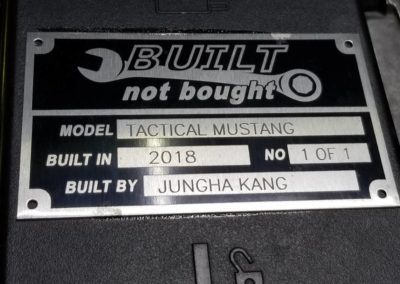 BUILT
not bought
MODEL TACTICAL MUSTANG
BUILT IN 2018 NO 1 OF 1
BUILT BY JUNGHA KANG